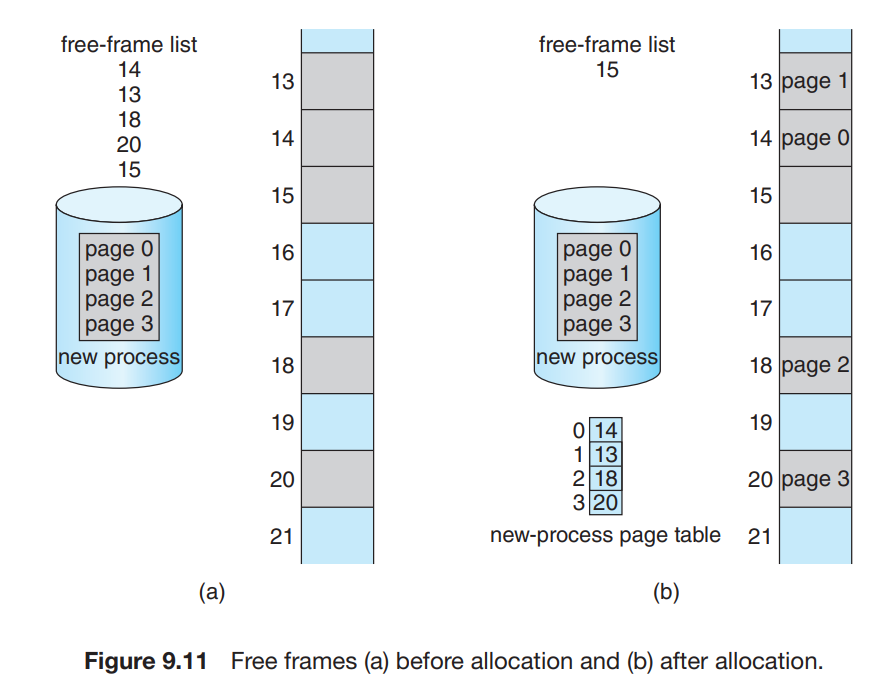 free-frame list
14
13
18
20
15
page 0
page 1
page 2
page 3
new process
13
14
15
16
17
18
19
20
21
(a)
free-frame list
15
page 0
page 1
page 2
page 3
new process
0 14
1 13
2 18
3 20
new-process page table
13 page 1
14 page 0
15
16
17
18 page 2
19
20 page 3
21
(b)
Figure 9.11 Free frames (a) before allocation and (b) after allocation.